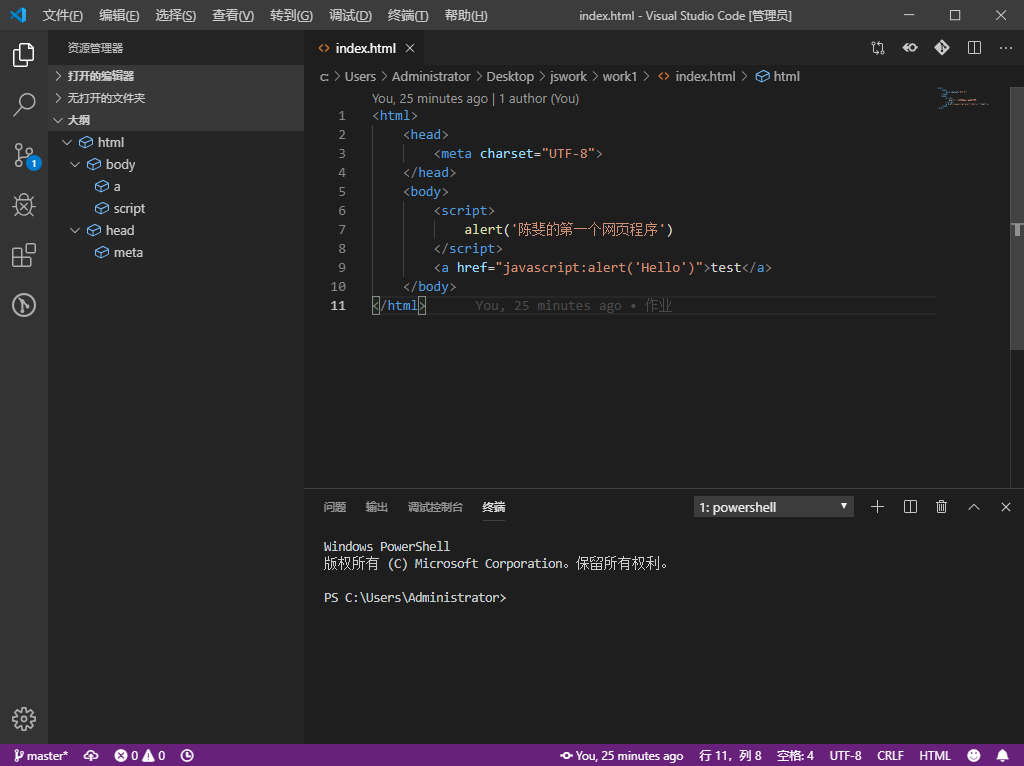 文件(F) 编辑(E) 选择(S) 查看(V) 转到(G) 调试(D) 终端(T) 帮助(H) index.html - Visual Studio Code [管理员]
资源管理器
打开的编辑器
无打开的文件夹
大纲
html
body
a
script
head
meta
1
index.html
c: > Users > Administrator > Desktop > jswork > work1 > index.html > html
You, 25 minutes ago | 1 author (You)
1 <html>
2 <head>
3 <meta charset="UTF-8">
4 </head>
5 <body>
6 <script>
7 alert('陈斐的第一个网页程序')
8 </script>
9 <a href="javascript:alert('Hello')">test</a>
10 </body>
11 </html> You, 25 minutes ago • 作业
问题 输出 调试控制台 终端 1: powershell
Windows PowerShell
版权所有 (C) Microsoft Corporation。保留所有权利。
PS C:\Users\Administrator>
master* 0 0 You, 25 minutes ago 行 11，列 8 空格: 4 UTF-8 CRLF HTML